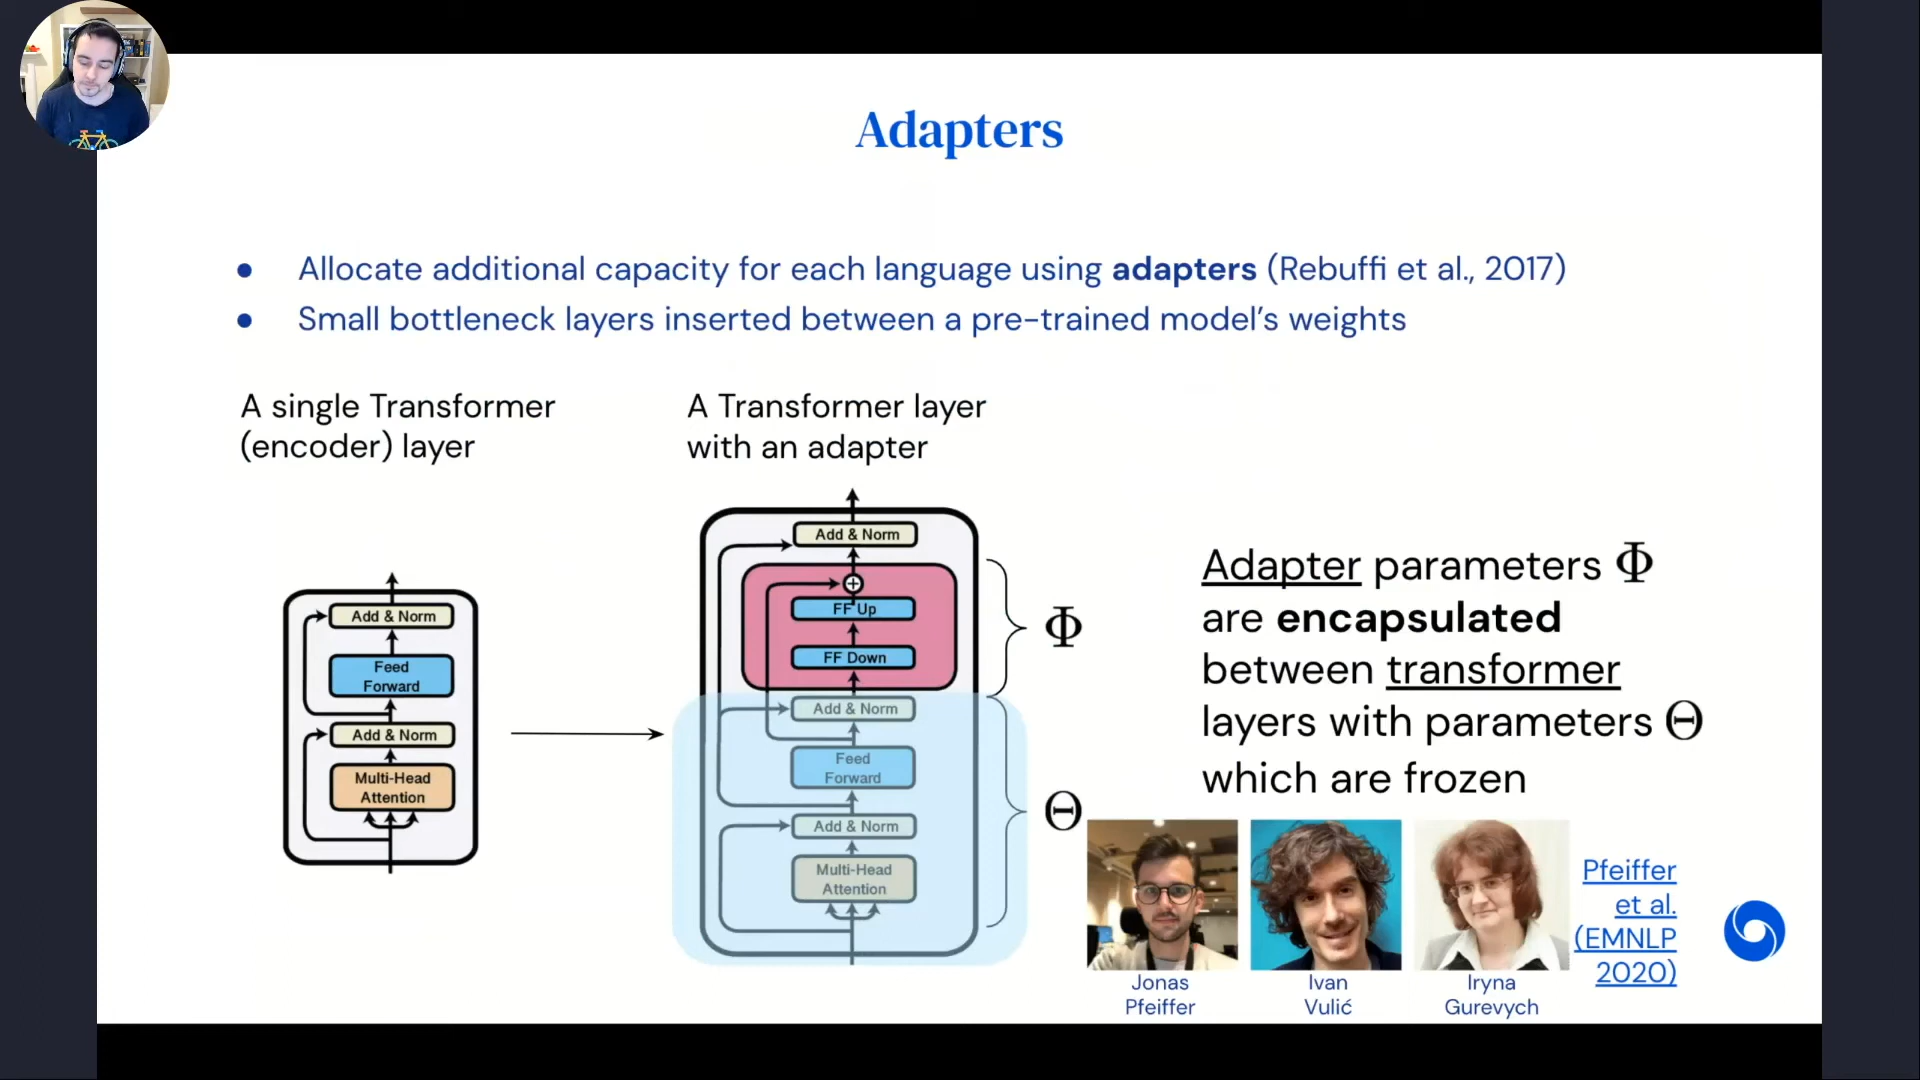 Adapters
● Allocate additional capacity for each language using adapters (Rebuffi et al., 2017)
● Small bottleneck layers inserted between a pre-trained model’s weights
A single Transformer
(encoder) layer
Add & Norm
Feed
Forward
Add & Norm
Multi-Head
Attention
A Transformer layer
with an adapter
Add & Norm
+
FF Up
FF Down
Φ
Add & Norm
Feed
Forward
Add & Norm
Multi-Head
Attention
Θ
Adapter parameters Φ
are encapsulated
between transformer
layers with parameters Θ
which are frozen
Jonas
Pfeiffer
Ivan
Vulić
Iryna
Gurevych
Pfeiffer
et al.
(EMNLP
2020)